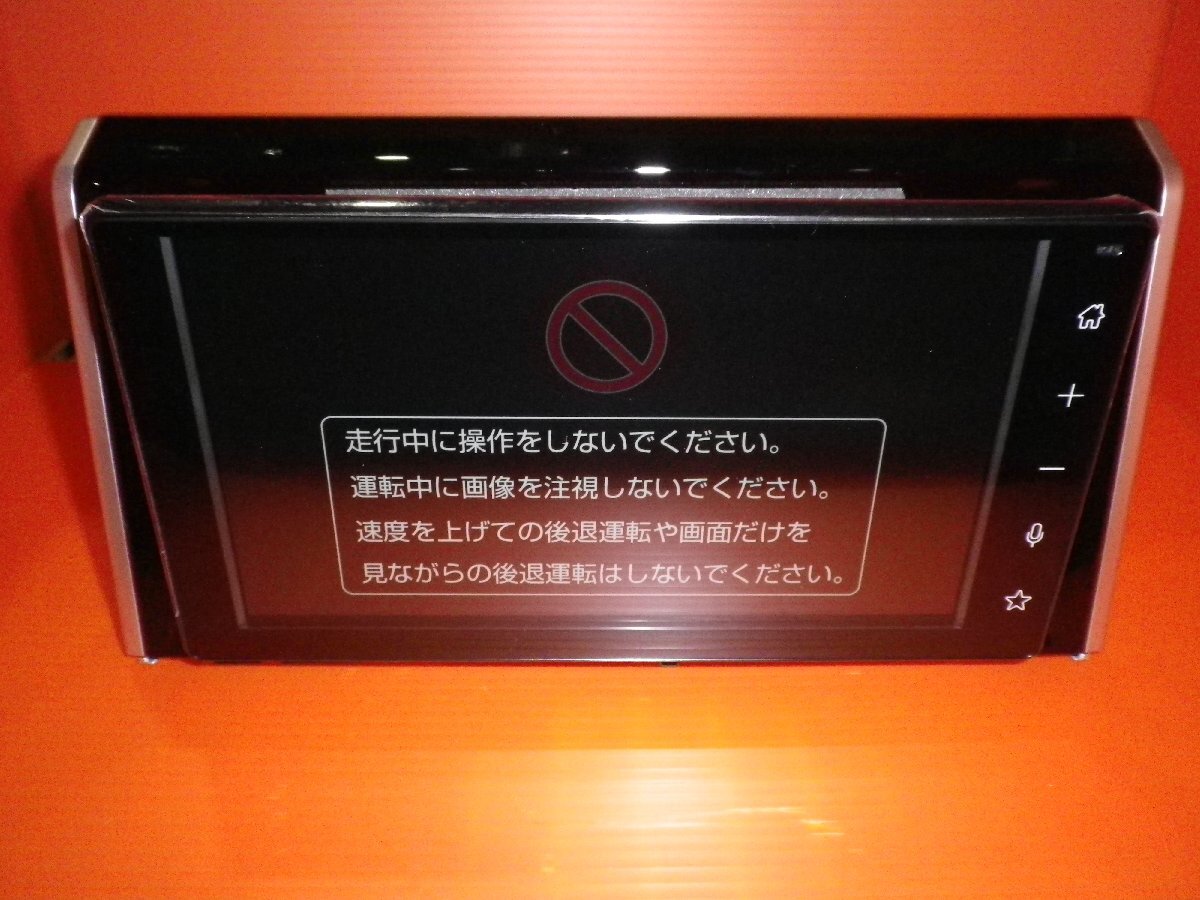 走行中に操作をしないでください。
運転中に画像を注視しないでください。
速度を上げての後退運転や画面だけを
見ながらの後退運転はしないでください。